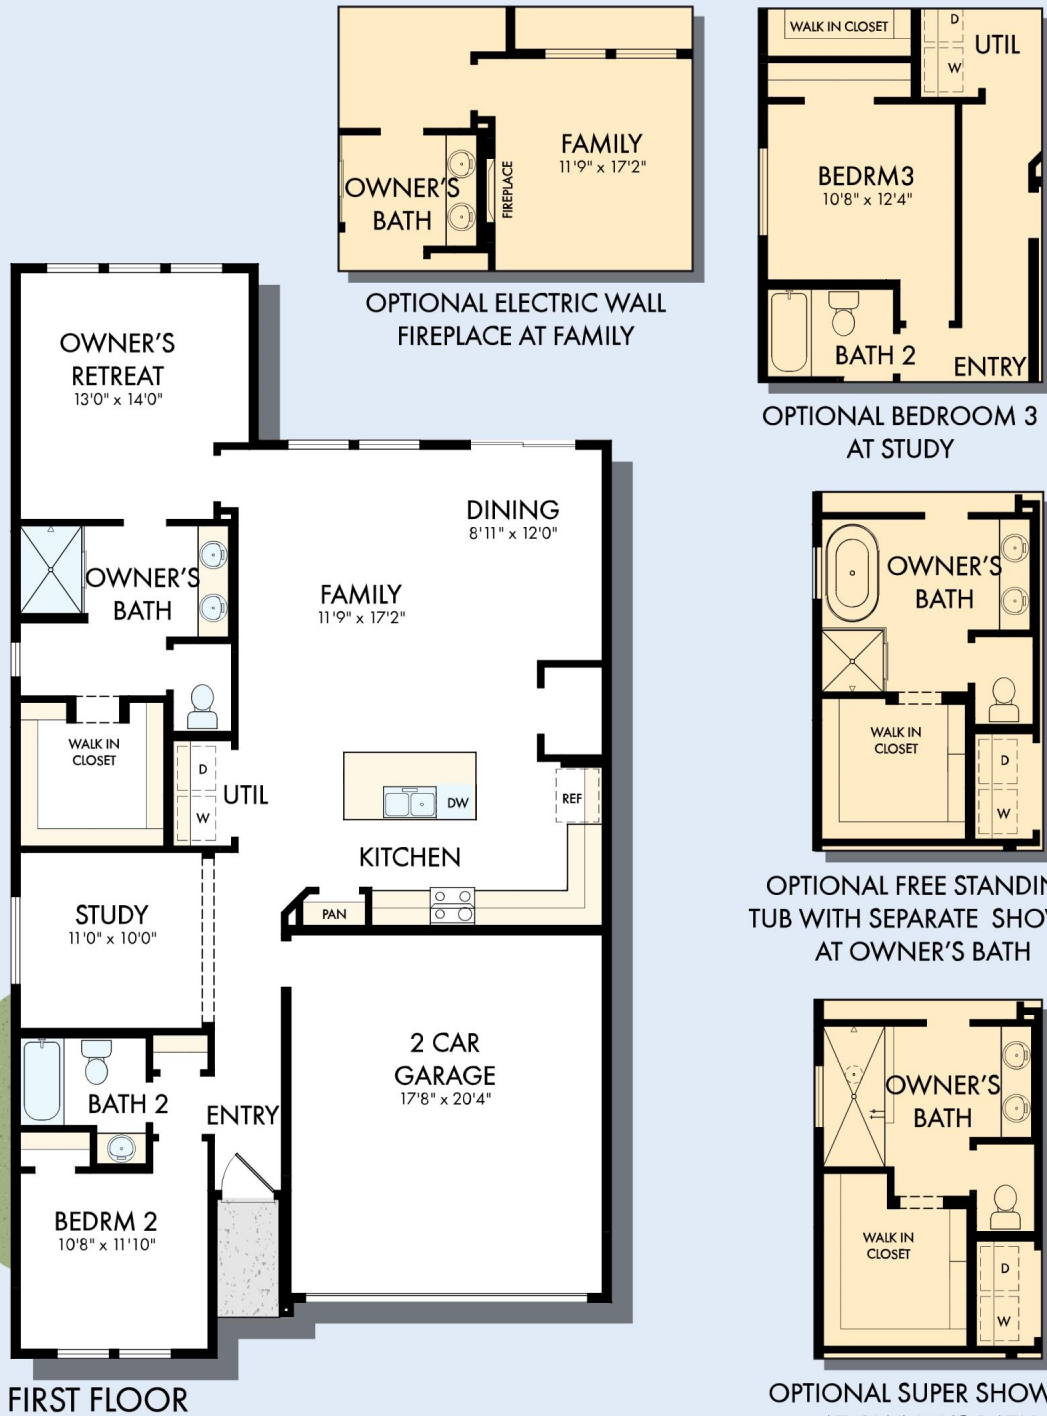 FAMILY
11'9" x 17'2"
OWNER'S
BATH
FIREPLACE
OPTIONAL ELECTRIC WALL
FIREPLACE AT FAMILY
WALK IN CLOSET
D
W
UTIL
BEDRM3
10'8" x 12'4"
BATH 2
ENTRY
OPTIONAL BEDROOM 3
AT STUDY
OWNER'S
RETREAT
13'0" x 14'0"
DINING
8'11" x 12'0"
OWNER'S
BATH
FAMILY
11'9" x 17'2"
WALK IN
CLOSET
D
W
UTIL
DW
REF
KITCHEN
PAN
STUDY
11'0" x 10'0"
2 CAR
GARAGE
17'8" x 20'4"
BATH 2
ENTRY
BEDRM 2
10'8" x 11'10"
FIRST FLOOR
OWNER'S
BATH
WALK IN
CLOSET
D
W
OPTIONAL FREE STANDIN
TUB WITH SEPARATE SHO
AT OWNER'S BATH
OWNER'S
BATH
WALK IN
CLOSET
D
W
OPTIONAL SUPER SHOW